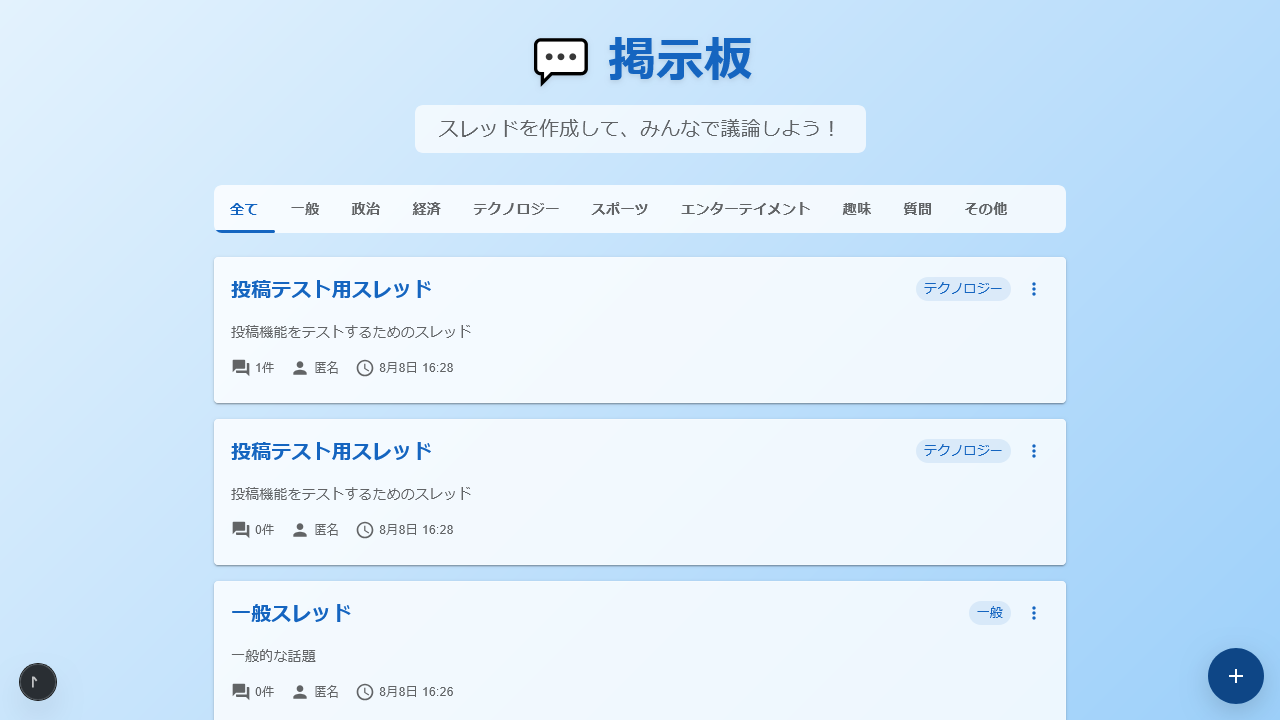 掲示板
スレッドを作成して、みんなで議論しよう！
全て 一般 政治 経済 テクノロジー スポーツ エンターテイメント 趣味 質問 その他
投稿テスト用スレッド テクノロジー
投稿機能をテストするためのスレッド
1件 匿名 8月8日 16:28
投稿テスト用スレッド テクノロジー
投稿機能をテストするためのスレッド
0件 匿名 8月8日 16:28
一般スレッド 一般
一般的な話題
0件 匿名 8月8日 16:26